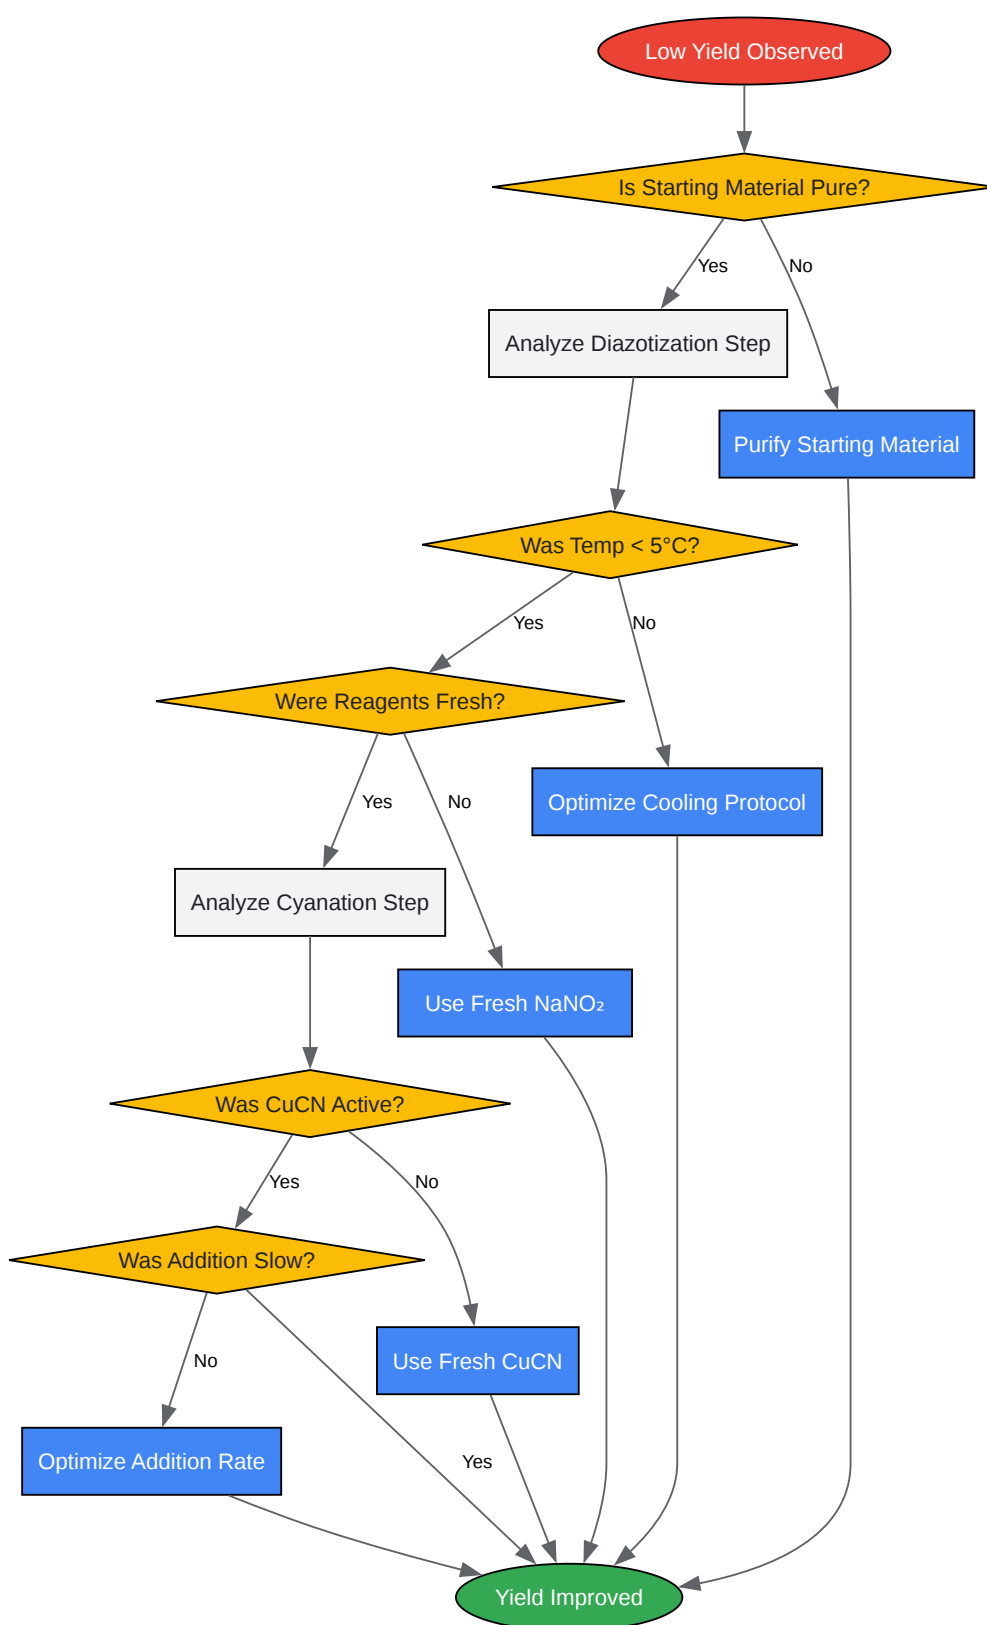 Low Yield Observed
Is Starting Material Pure?
Yes
No
Analyze Diazotization Step
Purify Starting Material
Was Temp < 5°C?
Yes
No
Were Reagents Fresh?
Optimize Cooling Protocol
Yes
No
Analyze Cyanation Step
Use Fresh NaNO₂
Was CuCN Active?
Yes
No
Was Addition Slow?
No
Use Fresh CuCN
Optimize Addition Rate
Yes
Yield Improved